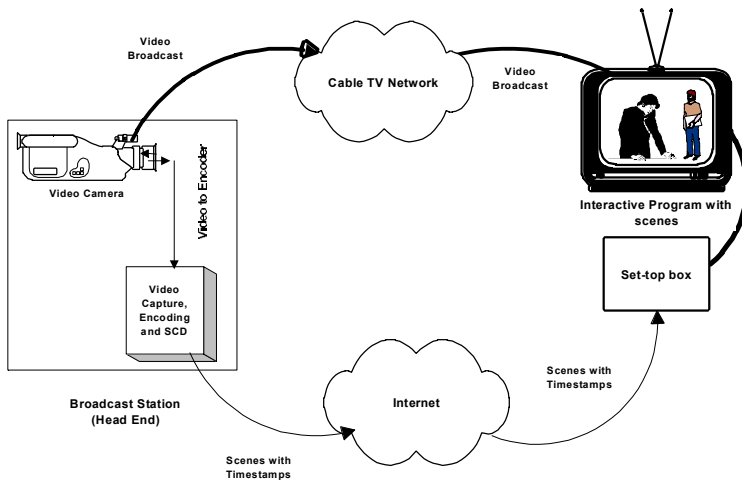 Video
Broadcast
Cable TV Network
Video
Broadcast
Video Camera
Video to Encoder
Interactive Program with
scenes
Video
Capture,
Encoding
and SCD
Set-top box
Broadcast Station
(Head End)
Internet
Scenes with
Timestamps
Scenes with
Timestamps